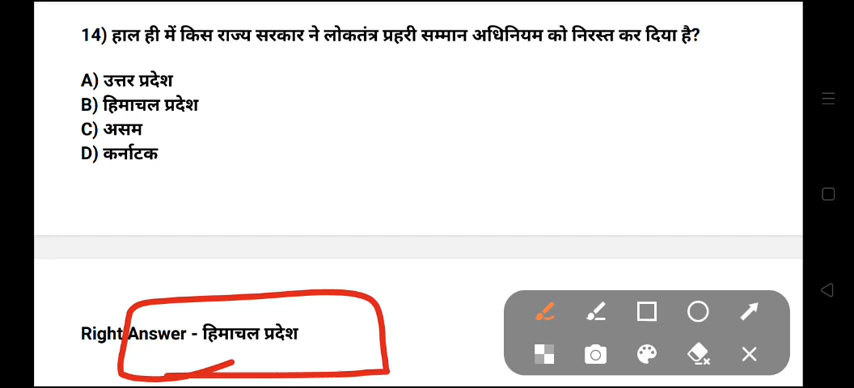 14) हाल ही में किस राज्य सरकार ने लोकतंत्र प्रहरी सम्मान अधिनियम को निरस्त कर दिया है?
A) उत्तर प्रदेश
B) हिमाचल प्रदेश
C) असम
D) कर्नाटक
Right Answer - हिमाचल प्रदेश